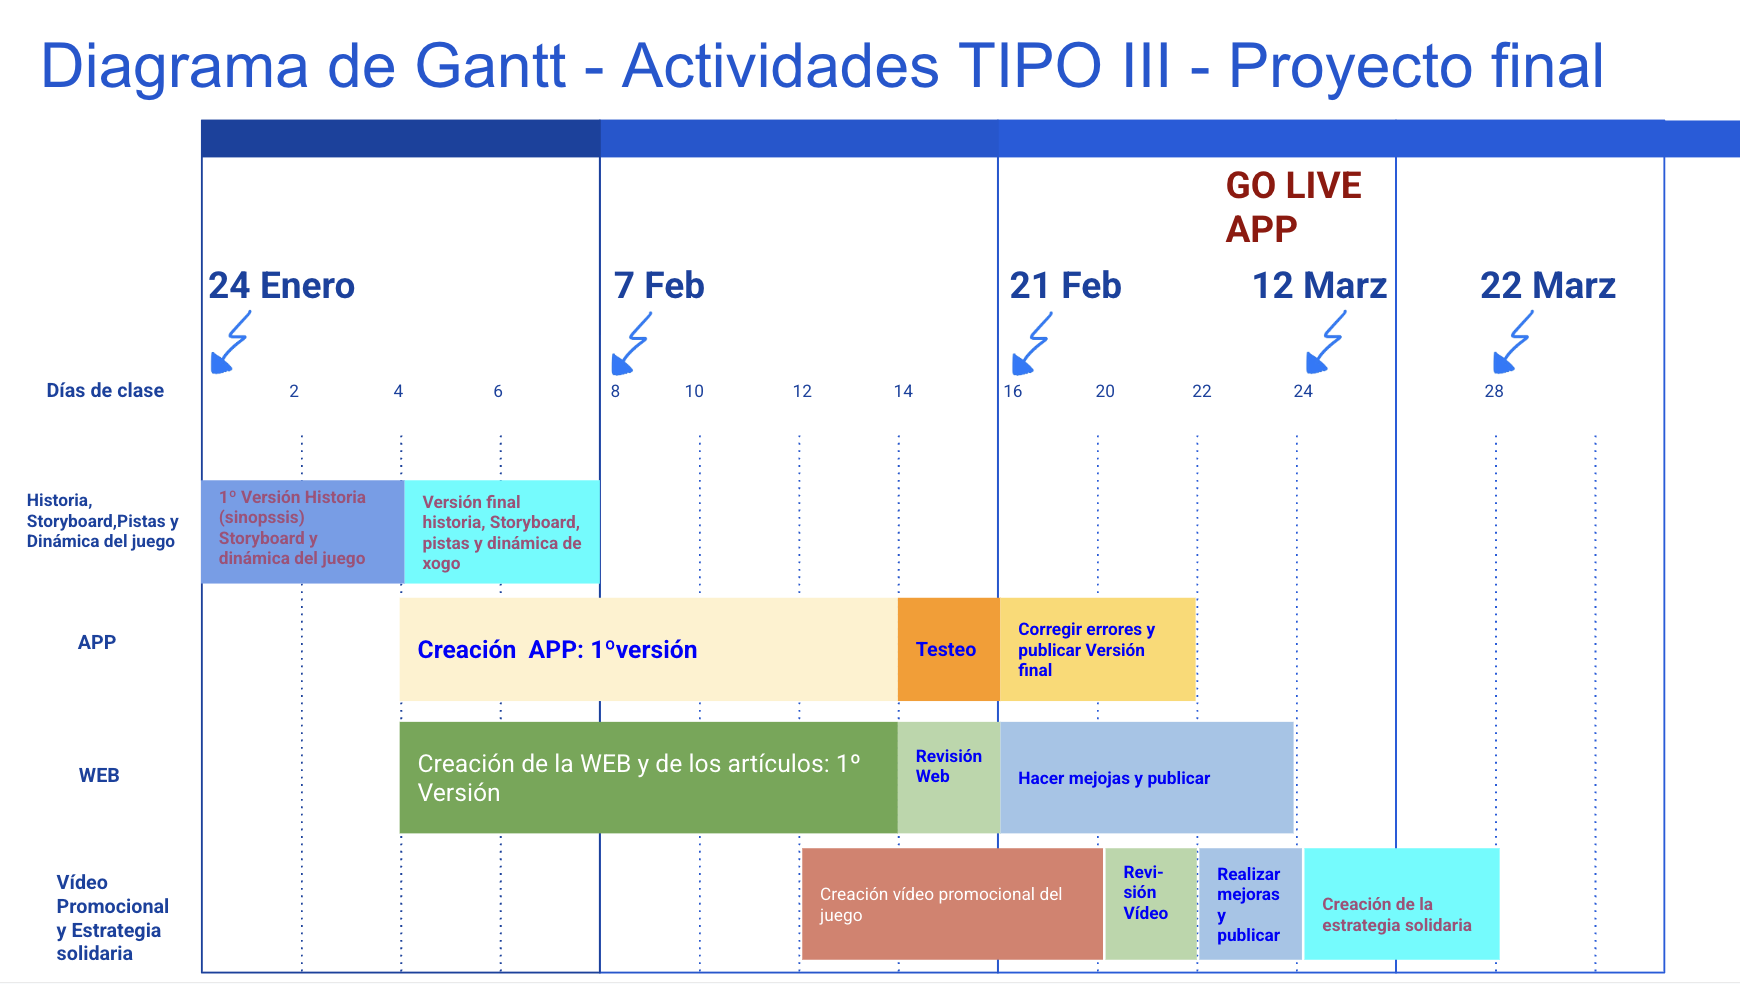 Diagrama de Gantt - Actividades TIPO III - Proyecto final
GO LIVE
APP
24 Enero
7 Feb
21 Feb
12 Marz
22 Marz
Días de clase
2
4
6
8
10
12
14
16
20
22
24
28
Historia,
Storyboard,Pistas y
Dinámica del juego
1º Versión Historia
(sinopssis)
Storyboard y
dinámica del juego
Versión final
historia, Storyboard,
pistas y dinámica de
xogo
APP
Creación APP: 1ºversión
Testeo
Corregir errores y
publicar Versión
final
WEB
Creación de la WEB y de los artículos: 1º
Versión
Revisión
Web
Hacer mejojas y publicar
Vídeo
Promocional
y Estrategia
solidaria
Creación vídeo promocional del
juego
Revi-
sión
Vídeo
Realizar
mejoras
y
publicar
Creación de la
estrategia solidaria